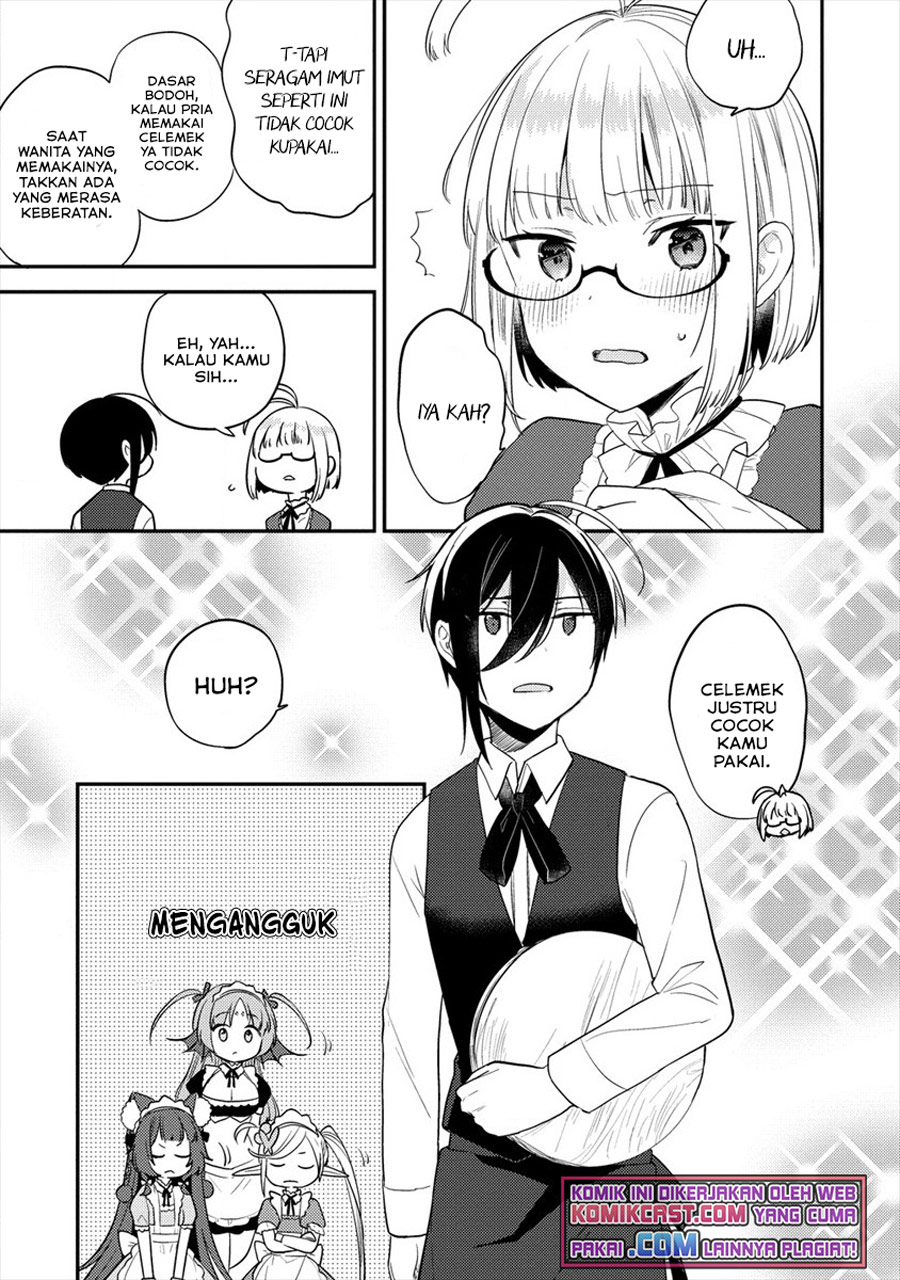 UH...
T-TAPI
SERAGAM IMUT
SEPERTI INI
TIDAK COCOK
KUPAKAI...
DASAR
BODOH,
KALAU PRIA
MEMAKAI
CELEMEK
YA TIDAK
COCOK.
SAAT
WANITA YANG
MEMAKAINYA,
TAKKAN ADA
YANG MERASA
KEBERATAN.
IYA KAH?
EH, YAH...
KALAU KAMU
SIH...
CELEMEK
JUSTRU
COCOK
KAMU
PAKAI.
HUH?
MENGANGGUK
KOMIK INI DIKERJAKAN OLEH WEB
KOMIKCAST.COM YANG CUMA
PAKAI .COM LAINNYA PLAGIAT!